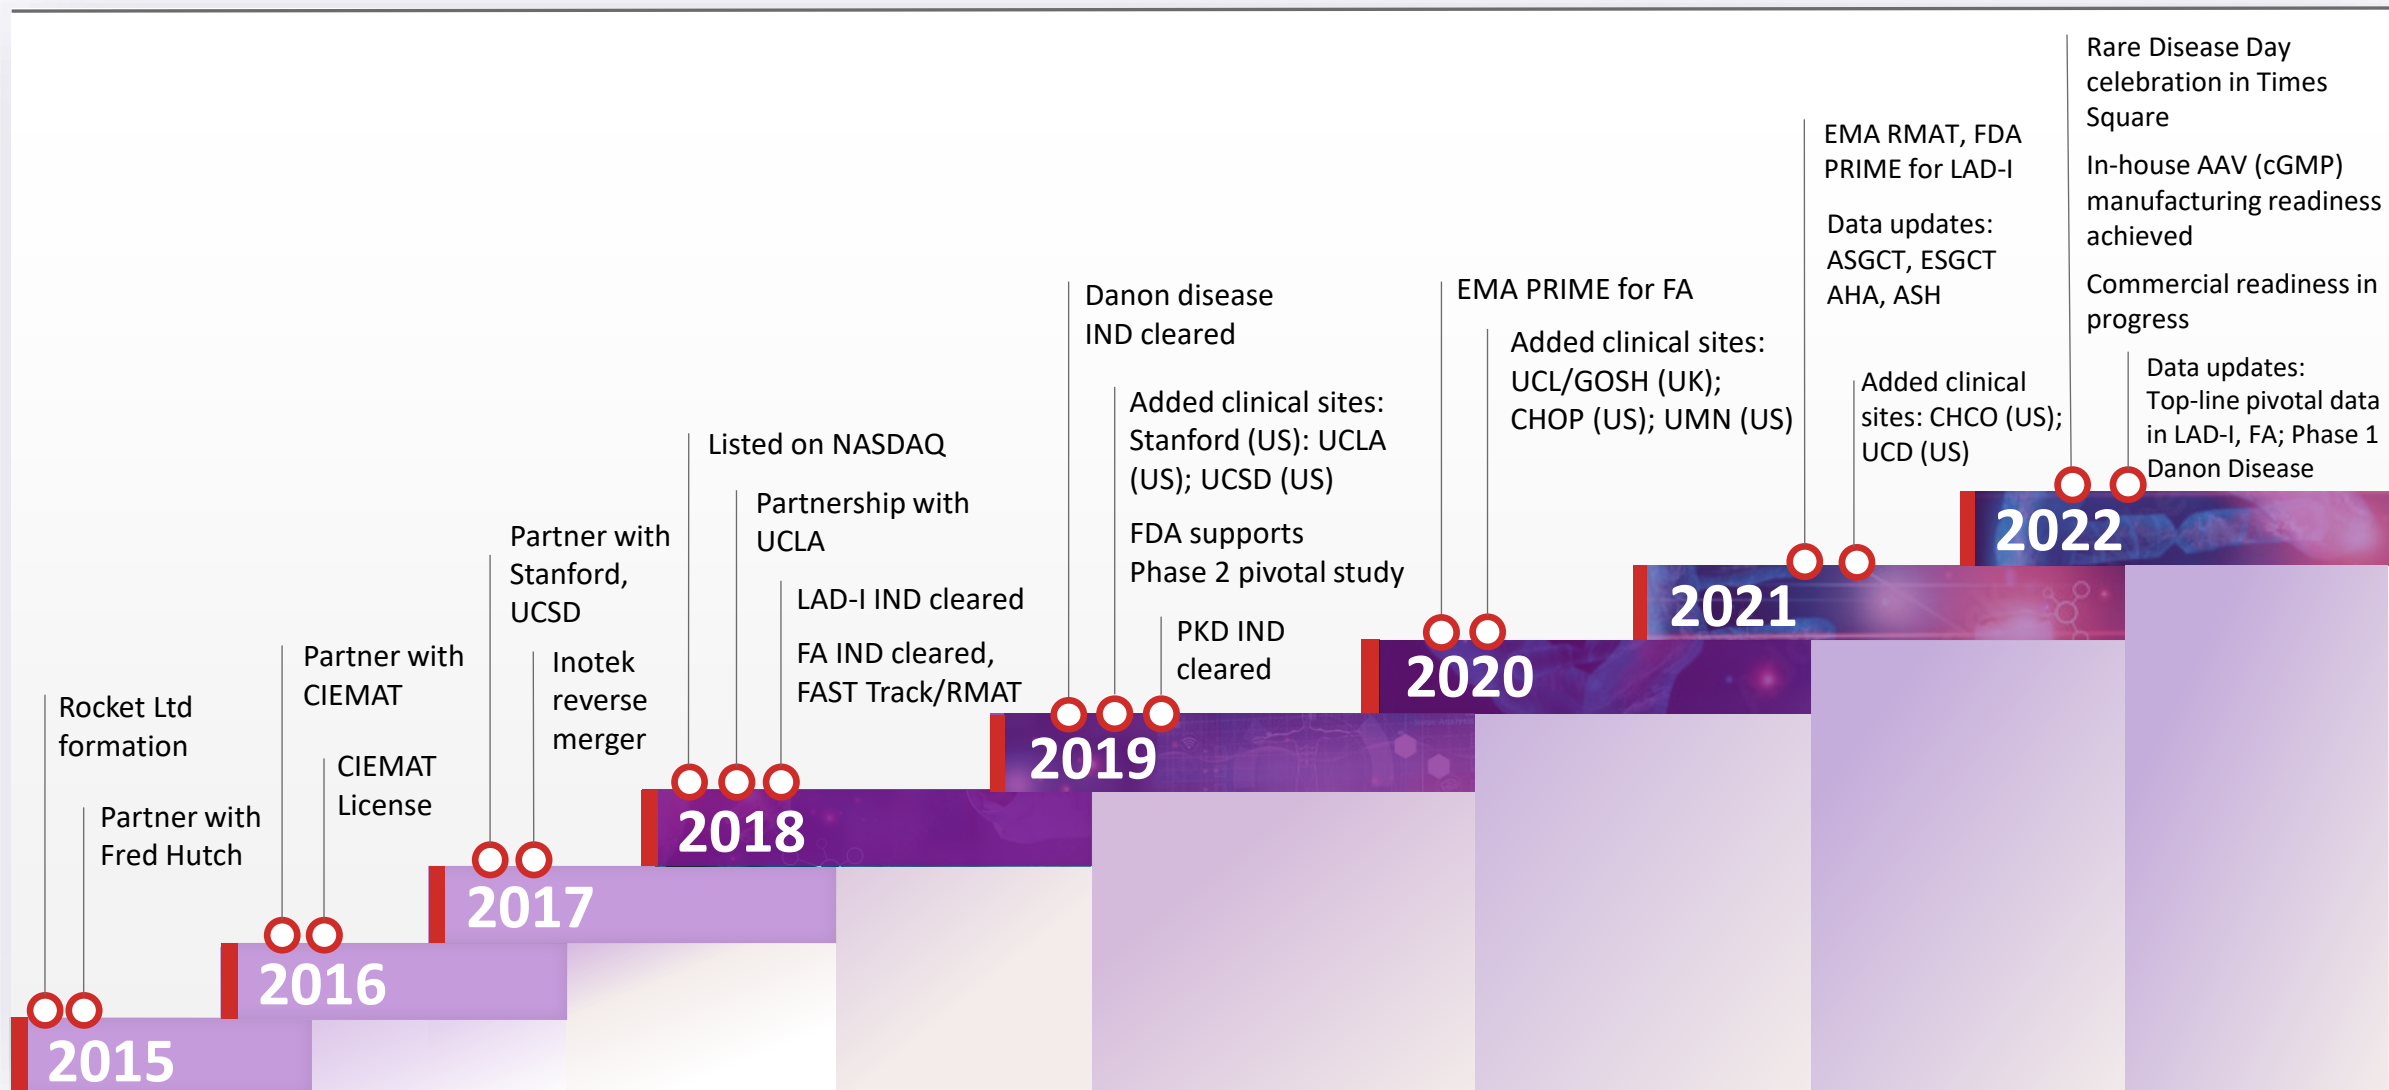 Rocket Ltd
formation
Partner with
Fred Hutch
2015
Partner with
CIEMAT
CIEMAT
License
2016
Partner with
Stanford,
UCSD
Inotek
reverse
merger
2017
Listed on NASDAQ
Partnership with
UCLA
LAD-I IND cleared
FA IND cleared,
FAST Track/RMAT
2018
Danon disease
IND cleared
Added clinical sites:
Stanford (US): UCLA
(US); UCSD (US)
FDA supports
Phase 2 pivotal study
PKD IND
cleared
2019
EMA PRIME for FA
Added clinical sites:
UCL/GOSH (UK);
CHOP (US); UMN (US)
2020
EMA RMAT, FDA
PRIME for LAD-I
Data updates:
ASGCT, ESGCT
AHA, ASH
Added clinical
sites: CHCO (US);
UCD (US)
2021
Rare Disease Day
celebration in Times
Square
In-house AAV (cGMP)
manufacturing readiness
achieved
Commercial readiness in
progress
Data updates:
Top-line pivotal data
in LAD-I, FA; Phase 1
Danon Disease
2022